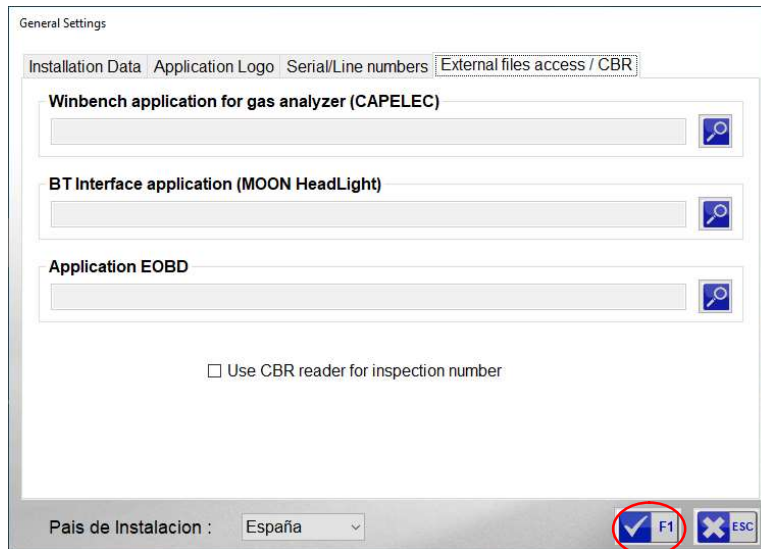 General Settings
Installation Data Application Logo Serial/Line numbers External files access / CBR
Winbench application for gas analyzer (CAPELEC)
BT Interface application (MOON HeadLight)
Application EOBD
Use CBR reader for inspection number
Pais de Instalacion : España F1 ESC